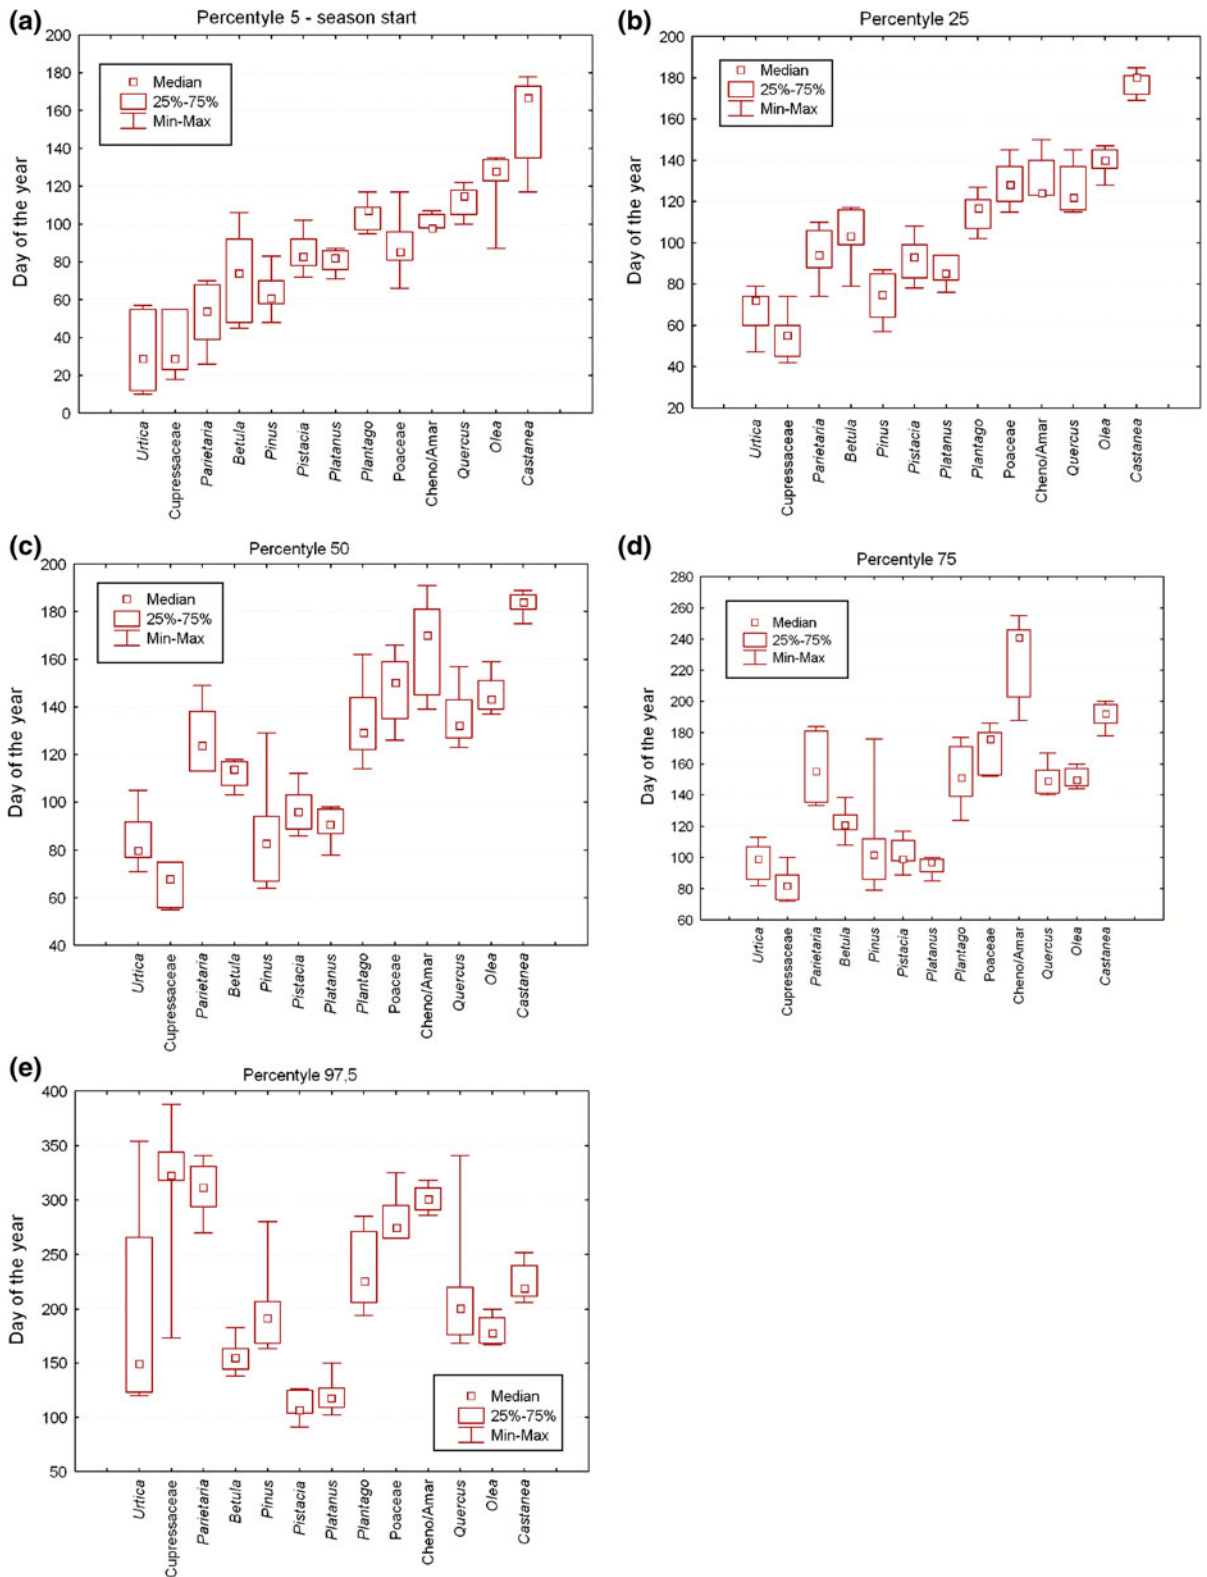 (a)
Percentyle 5 - season start
Day of the year
200
180
160
140
120
100
80
60
40
20
0
Median
25%-75%
Min-Max
Urtica
Cupressaceae
Parietaria
Betula
Pinus
Pistacia
Platanus
Plantago
Poaceae
Cheno/Amar
Quercus
Olea
Castanea
(b)
Percentyle 25
Day of the year
200
180
160
140
120
100
80
60
40
20
Median
25%-75%
Min-Max
Urtica
Cupressaceae
Parietaria
Betula
Pinus
Pistacia
Platanus
Plantago
Poaceae
Cheno/Amar
Quercus
Olea
Castanea
(c)
Percentyle 50
Day of the year
200
180
160
140
120
100
80
60
40
Median
25%-75%
Min-Max
Urtica
Cupressaceae
Parietaria
Betula
Pinus
Pistacia
Platanus
Plantago
Poaceae
Cheno/Amar
Quercus
Olea
Castanea
(d)
Percentyle 75
Day of the year
280
260
240
220
200
180
160
140
120
100
80
60
Median
25%-75%
Min-Max
Urtica
Cupressaceae
Parietaria
Betula
Pinus
Pistacia
Platanus
Plantago
Poaceae
Cheno/Amar
Quercus
Olea
Castanea
(e)
Percentyle 97,5
Day of the year
400
350
300
250
200
150
100
50
Median
25%-75%
Min-Max
Urtica
Cupressaceae
Parietaria
Betula
Pinus
Pistacia
Platanus
Plantago
Poaceae
Cheno/Amar
Quercus
Olea
Castanea